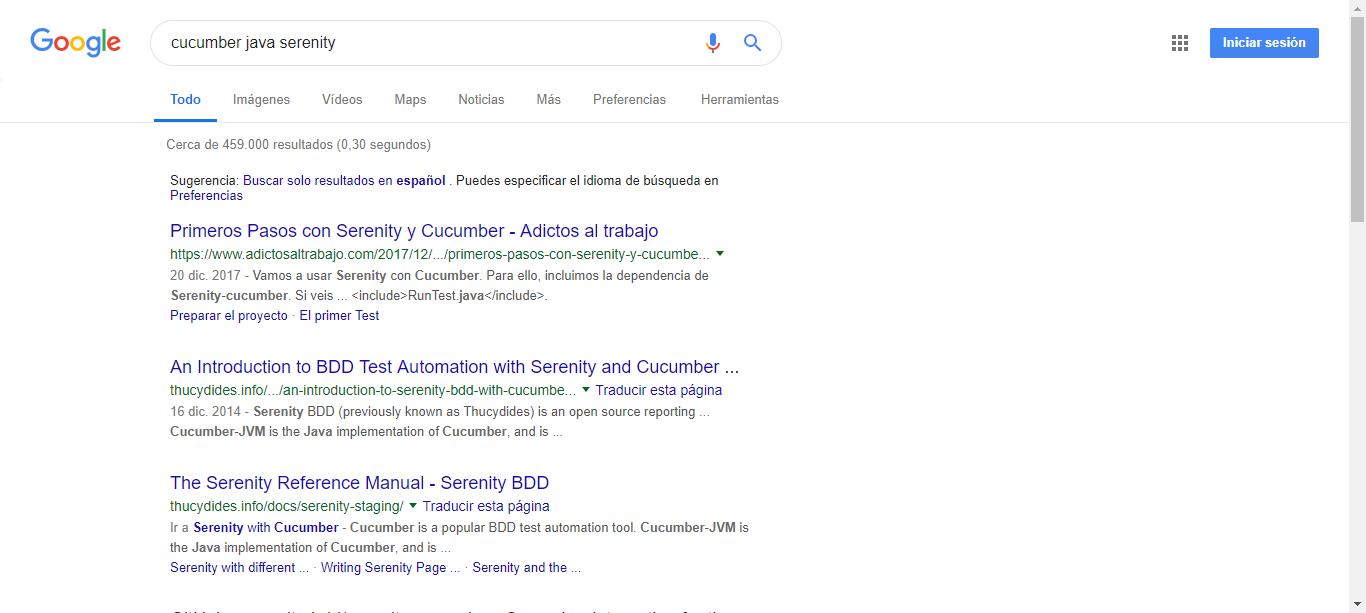 Google
cucumber java serenity
Iniciar sesión
Todo Imágenes Vídeos Maps Noticias Más Preferencias Herramientas
Cerca de 459.000 resultados (0,30 segundos)
Sugerencia: Buscar solo resultados en español . Puedes especificar el idioma de búsqueda en
Preferencias
Primeros Pasos con Serenity y Cucumber - Adictos al trabajo
https://www.adictosaltrabajo.com/2017/12/.../primeros-pasos-con-serenity-y-cucumbe...
20 dic. 2017 - Vamos a usar Serenity con Cucumber. Para ello, incluimos la dependencia de
Serenity-cucumber. Si veis ... <include>RunTest.java</include>.
Preparar el proyecto · El primer Test
An Introduction to BDD Test Automation with Serenity and Cucumber ...
thucydides.info/.../an-introduction-to-serenity-bdd-with-cucumbe... Traducir esta página
16 dic. 2014 - Serenity BDD (previously known as Thucydides) is an open source reporting ...
Cucumber-JVM is the Java implementation of Cucumber, and is ...
The Serenity Reference Manual - Serenity BDD
thucydides.info/docs/serenity-staging/ Traducir esta página
Ir a Serenity with Cucumber - Cucumber is a popular BDD test automation tool. Cucumber-JVM is
the Java implementation of Cucumber, and is ...
Serenity with different ... · Writing Serenity Page ... · Serenity and the ...